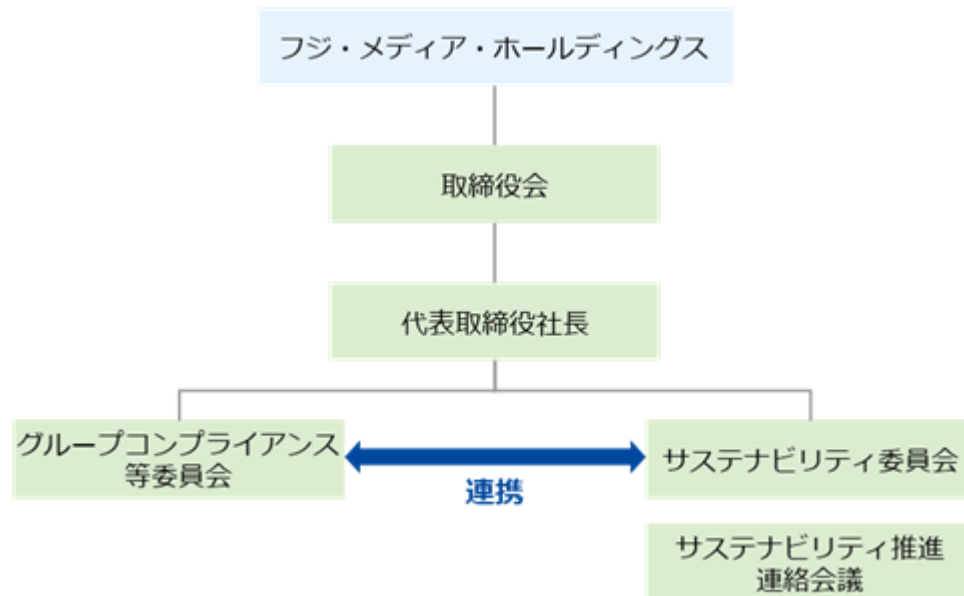 フジ・メディア・ホールディングス
取締役会
代表取締役社長
グループコンプライアンス
等委員会
連携
サステナビリティ委員会
サステナビリティ推進
連絡会議